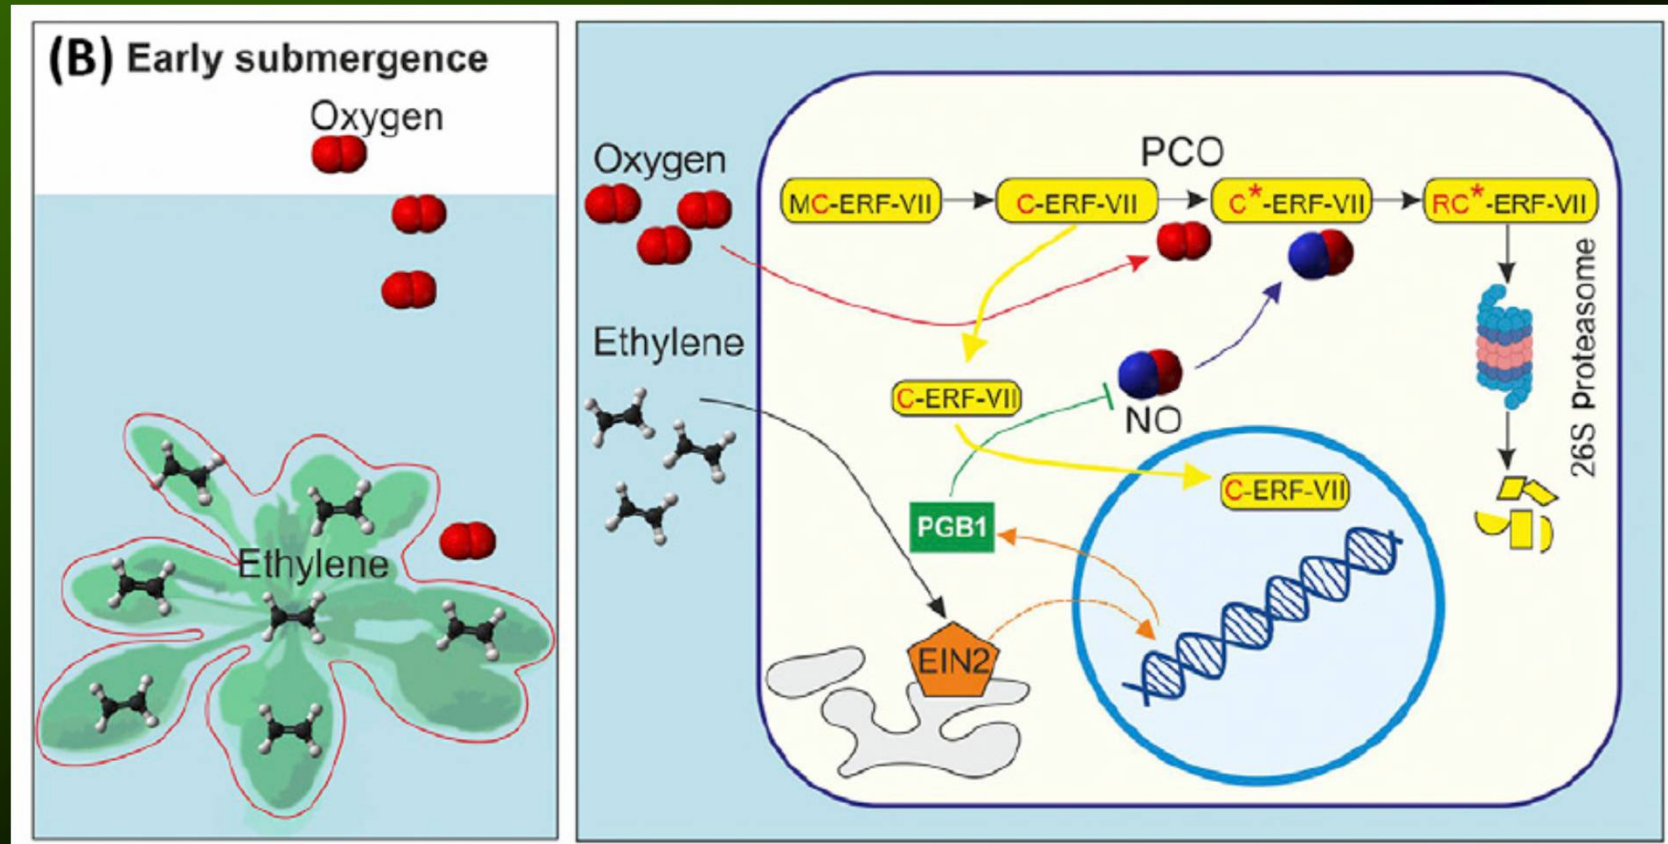 (B) Early submergence
Oxygen
Ethylene
Oxygen
Ethylene
PCO
MC-ERF-VII
C-ERF-VII
C*-ERF-VII
RC*-ERF-VII
26S proteasome
C-ERF-VII
NO
C-ERF-VII
PGB1
EIN2